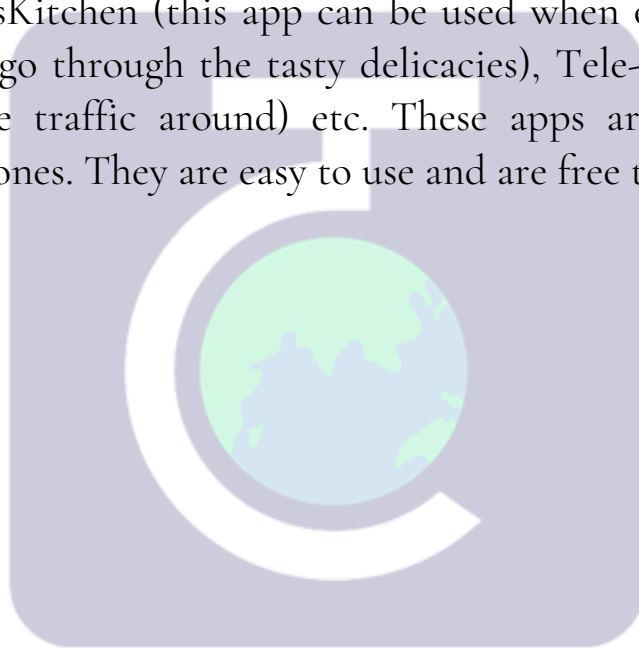 sKitchen (this app can be used when
go through the tasty delicacies), Tele-
traffic around) etc. These apps
ones. They are easy to use and are free